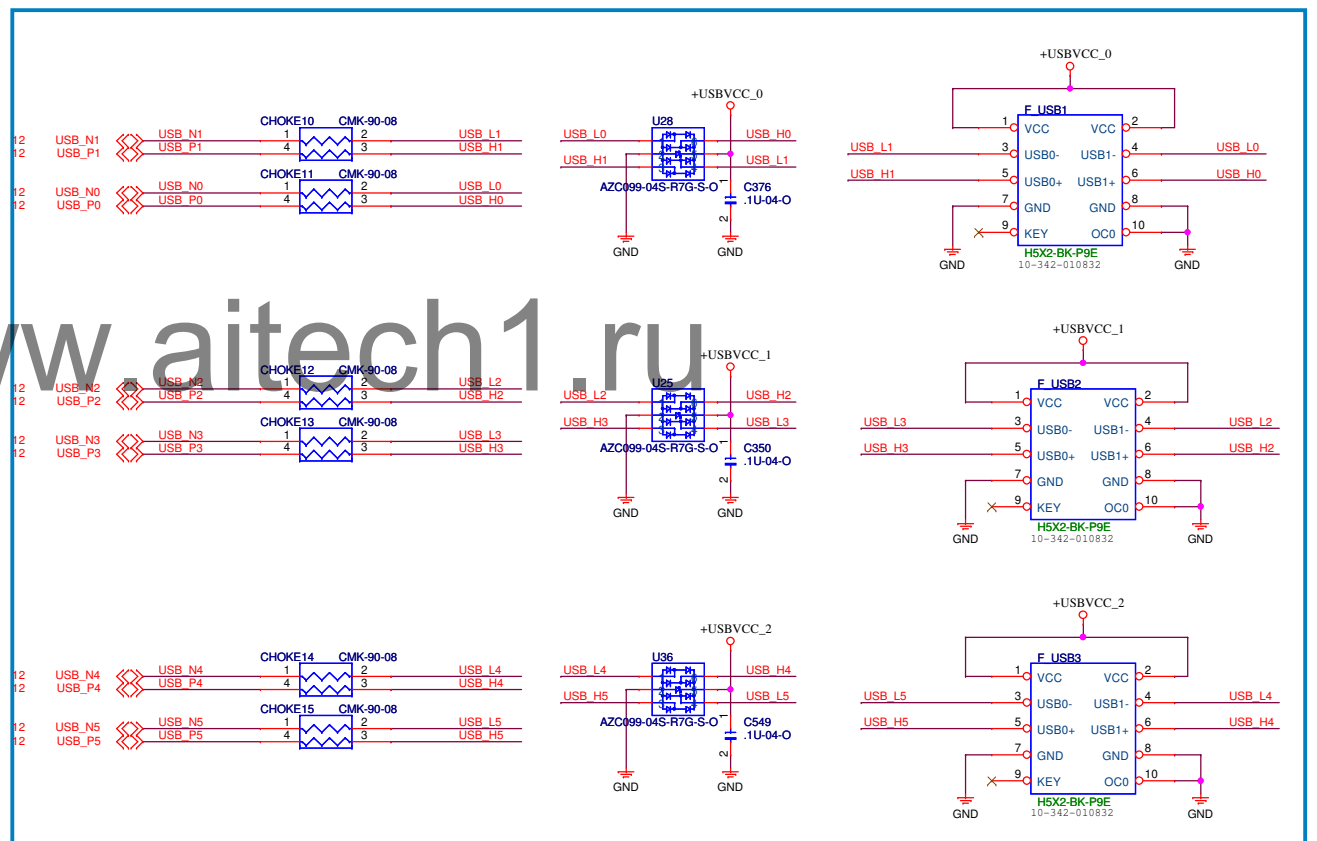 +USBVCC_0
+USBVCC_0
CHOKE10 CMK-90-08 U28 F_USB1
12 USB_N1 USB_N1 1 2 USB_L1 USB_L0 USB_H0 1 VCC VCC 2
12 USB_P1 USB_P1 4 3 USB_H1 USB_L1 3 USB0- USB1- 4 USB_L0
USB_H1 USB_L1
CHOKE11 CMK-90-08 USB_H1 5 USB0+ USB1+ 6 USB_H0
12 USB_N0 USB_N0 1 2 USB_L0 AZC099-04S-R7G-S-O 1 C376
12 USB_P0 USB_P0 4 3 USB_H0 .1U-04-O 7 GND GND 8
2 9 KEY OC0 10
GND GND H5X2-BK-P9E
GND 10-342-010832 GND
www.aitech1.ru
+USBVCC_1
+USBVCC_1
CHOKE12 CMK-90-08 U25 F_USB2
12 USB_N2 USB_N2 1 2 USB_L2 USB_L2 USB_H2 1 VCC VCC 2
12 USB_P2 USB_P2 4 3 USB_H2 USB_H3 USB_L3 USB_L3 3 USB0- USB1- 4 USB_L2
CHOKE13 CMK-90-08
12 USB_N3 USB_N3 1 2 USB_L3 AZC099-04S-R7G-S-O 1 C350 USB_H3 5 USB0+ USB1+ 6 USB_H2
12 USB_P3 USB_P3 4 3 USB_H3 .1U-04-O
2 7 GND GND 8
GND GND 9 KEY OC0 10
H5X2-BK-P9E
GND 10-342-010832 GND
+USBVCC_2
+USBVCC_2
CHOKE14 CMK-90-08 U36 F_USB3
12 USB_N4 USB_N4 1 2 USB_L4 USB_L4 USB_H4 1 VCC VCC 2
12 USB_P4 USB_P4 4 3 USB_H4 USB_H5 USB_L5 USB_L5 3 USB0- USB1- 4 USB_L4
CHOKE15 CMK-90-08
12 USB_N5 USB_N5 1 2 USB_L5 AZC099-04S-R7G-S-O 1 C549 USB_H5 5 USB0+ USB1+ 6 USB_H4
12 USB_P5 USB_P5 4 3 USB_H5 .1U-04-O
2 7 GND GND 8
GND GND 9 KEY OC0 10
H5X2-BK-P9E
GND 10-342-010832 GND